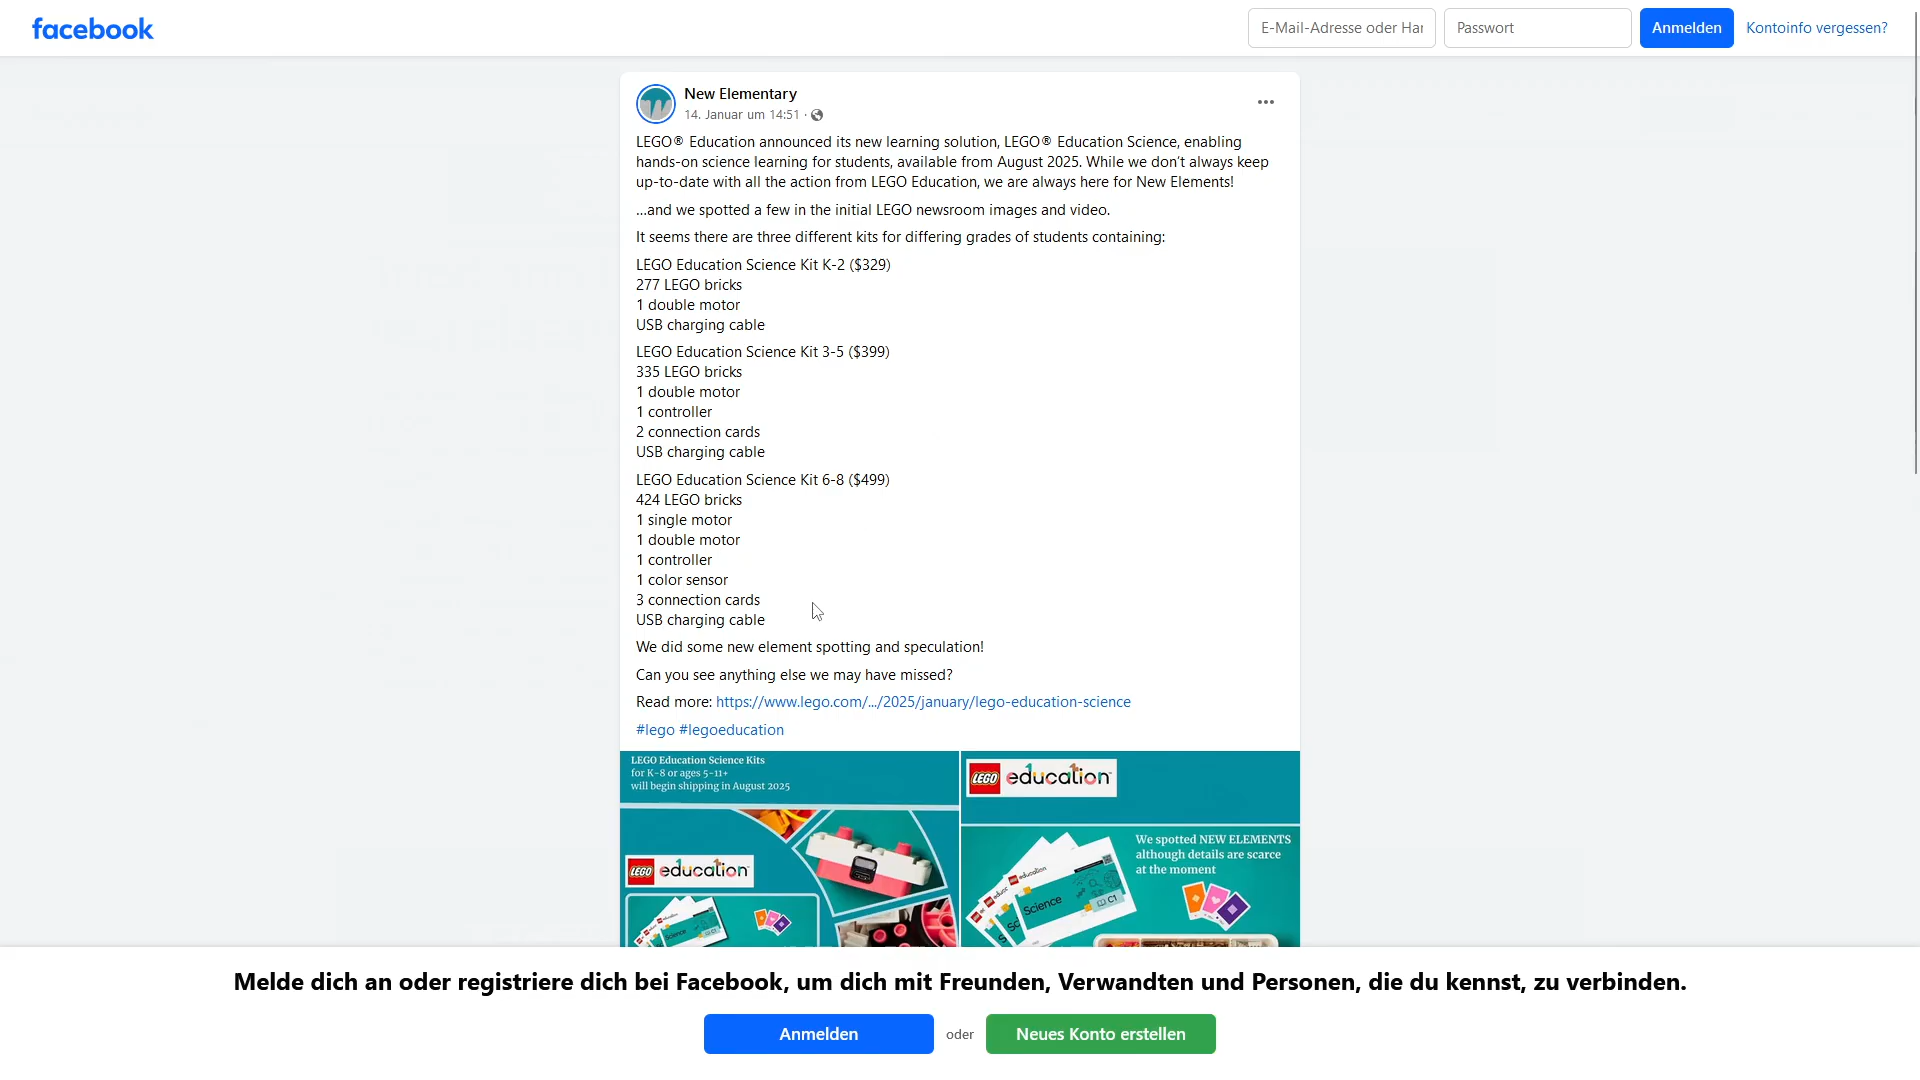 facebook
E-Mail-Adresse oder Har
Passwort
Anmelden
Kontoinfo vergessen?
New Elementary
14. Januar um 14:51 ·
LEGO® Education announced its new learning solution, LEGO® Education Science, enabling
hands-on science learning for students, available from August 2025. While we don’t always keep
up-to-date with all the action from LEGO Education, we are always here for New Elements!
…and we spotted a few in the initial LEGO newsroom images and video.
It seems there are three different kits for differing grades of students containing:
LEGO Education Science Kit K-2 ($329)
277 LEGO bricks
1 double motor
USB charging cable
LEGO Education Science Kit 3-5 ($399)
335 LEGO bricks
1 double motor
1 controller
2 connection cards
USB charging cable
LEGO Education Science Kit 6-8 ($499)
424 LEGO bricks
1 single motor
1 double motor
1 controller
1 color sensor
3 connection cards
USB charging cable
We did some new element spotting and speculation!
Can you see anything else we may have missed?
Read more: https://www.lego.com/.../2025/january/lego-education-science
#lego #legoeducation
LEGO Education Science Kits
for K-8 or ages 5-11+
will begin shipping in August 2025
LEGO education
Science
LEGO education
We spotted NEW ELEMENTS
although details are scarce
at the moment
education
Science
C1
Melde dich an oder registriere dich bei Facebook, um dich mit Freunden, Verwandten und Personen, die du kennst, zu verbinden.
Anmelden
oder
Neues Konto erstellen